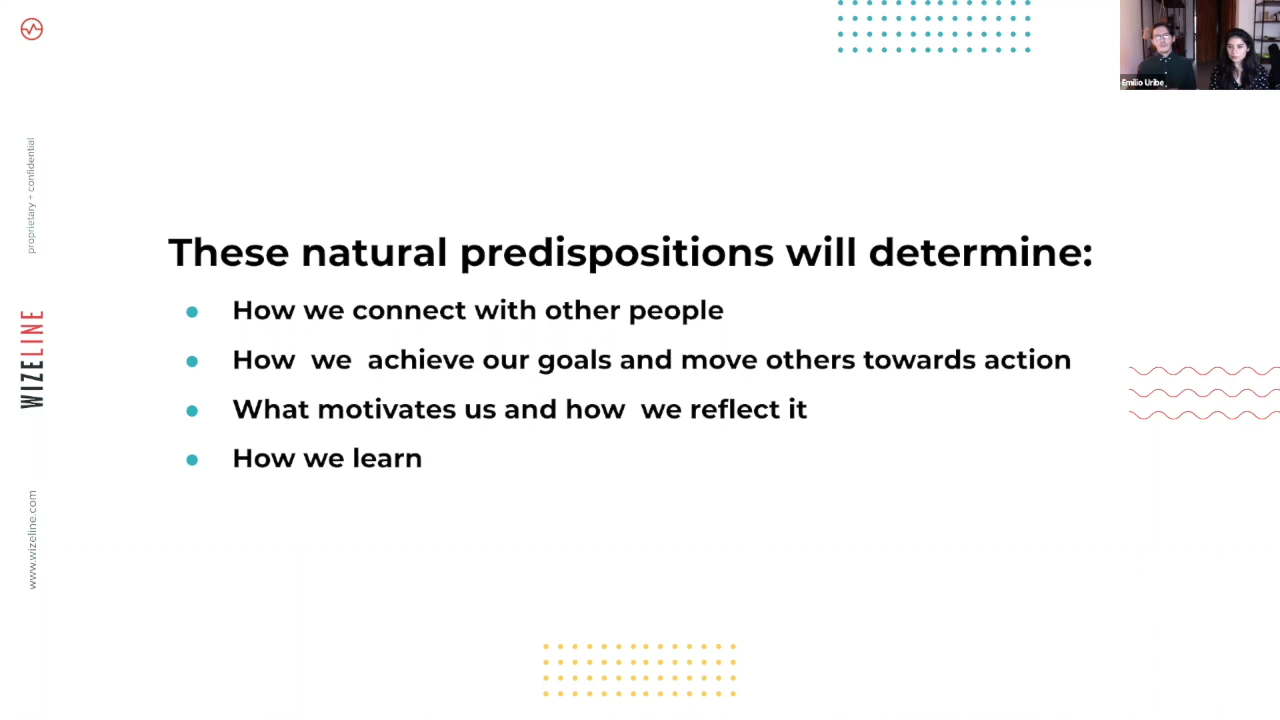 Emilio Uribe
proprietary + confidential
WIZELINE
www.wizeline.com
These natural predispositions will determine:
How we connect with other people
How  we  achieve our goals and move others towards action
What motivates us and how  we reflect it
How we learn